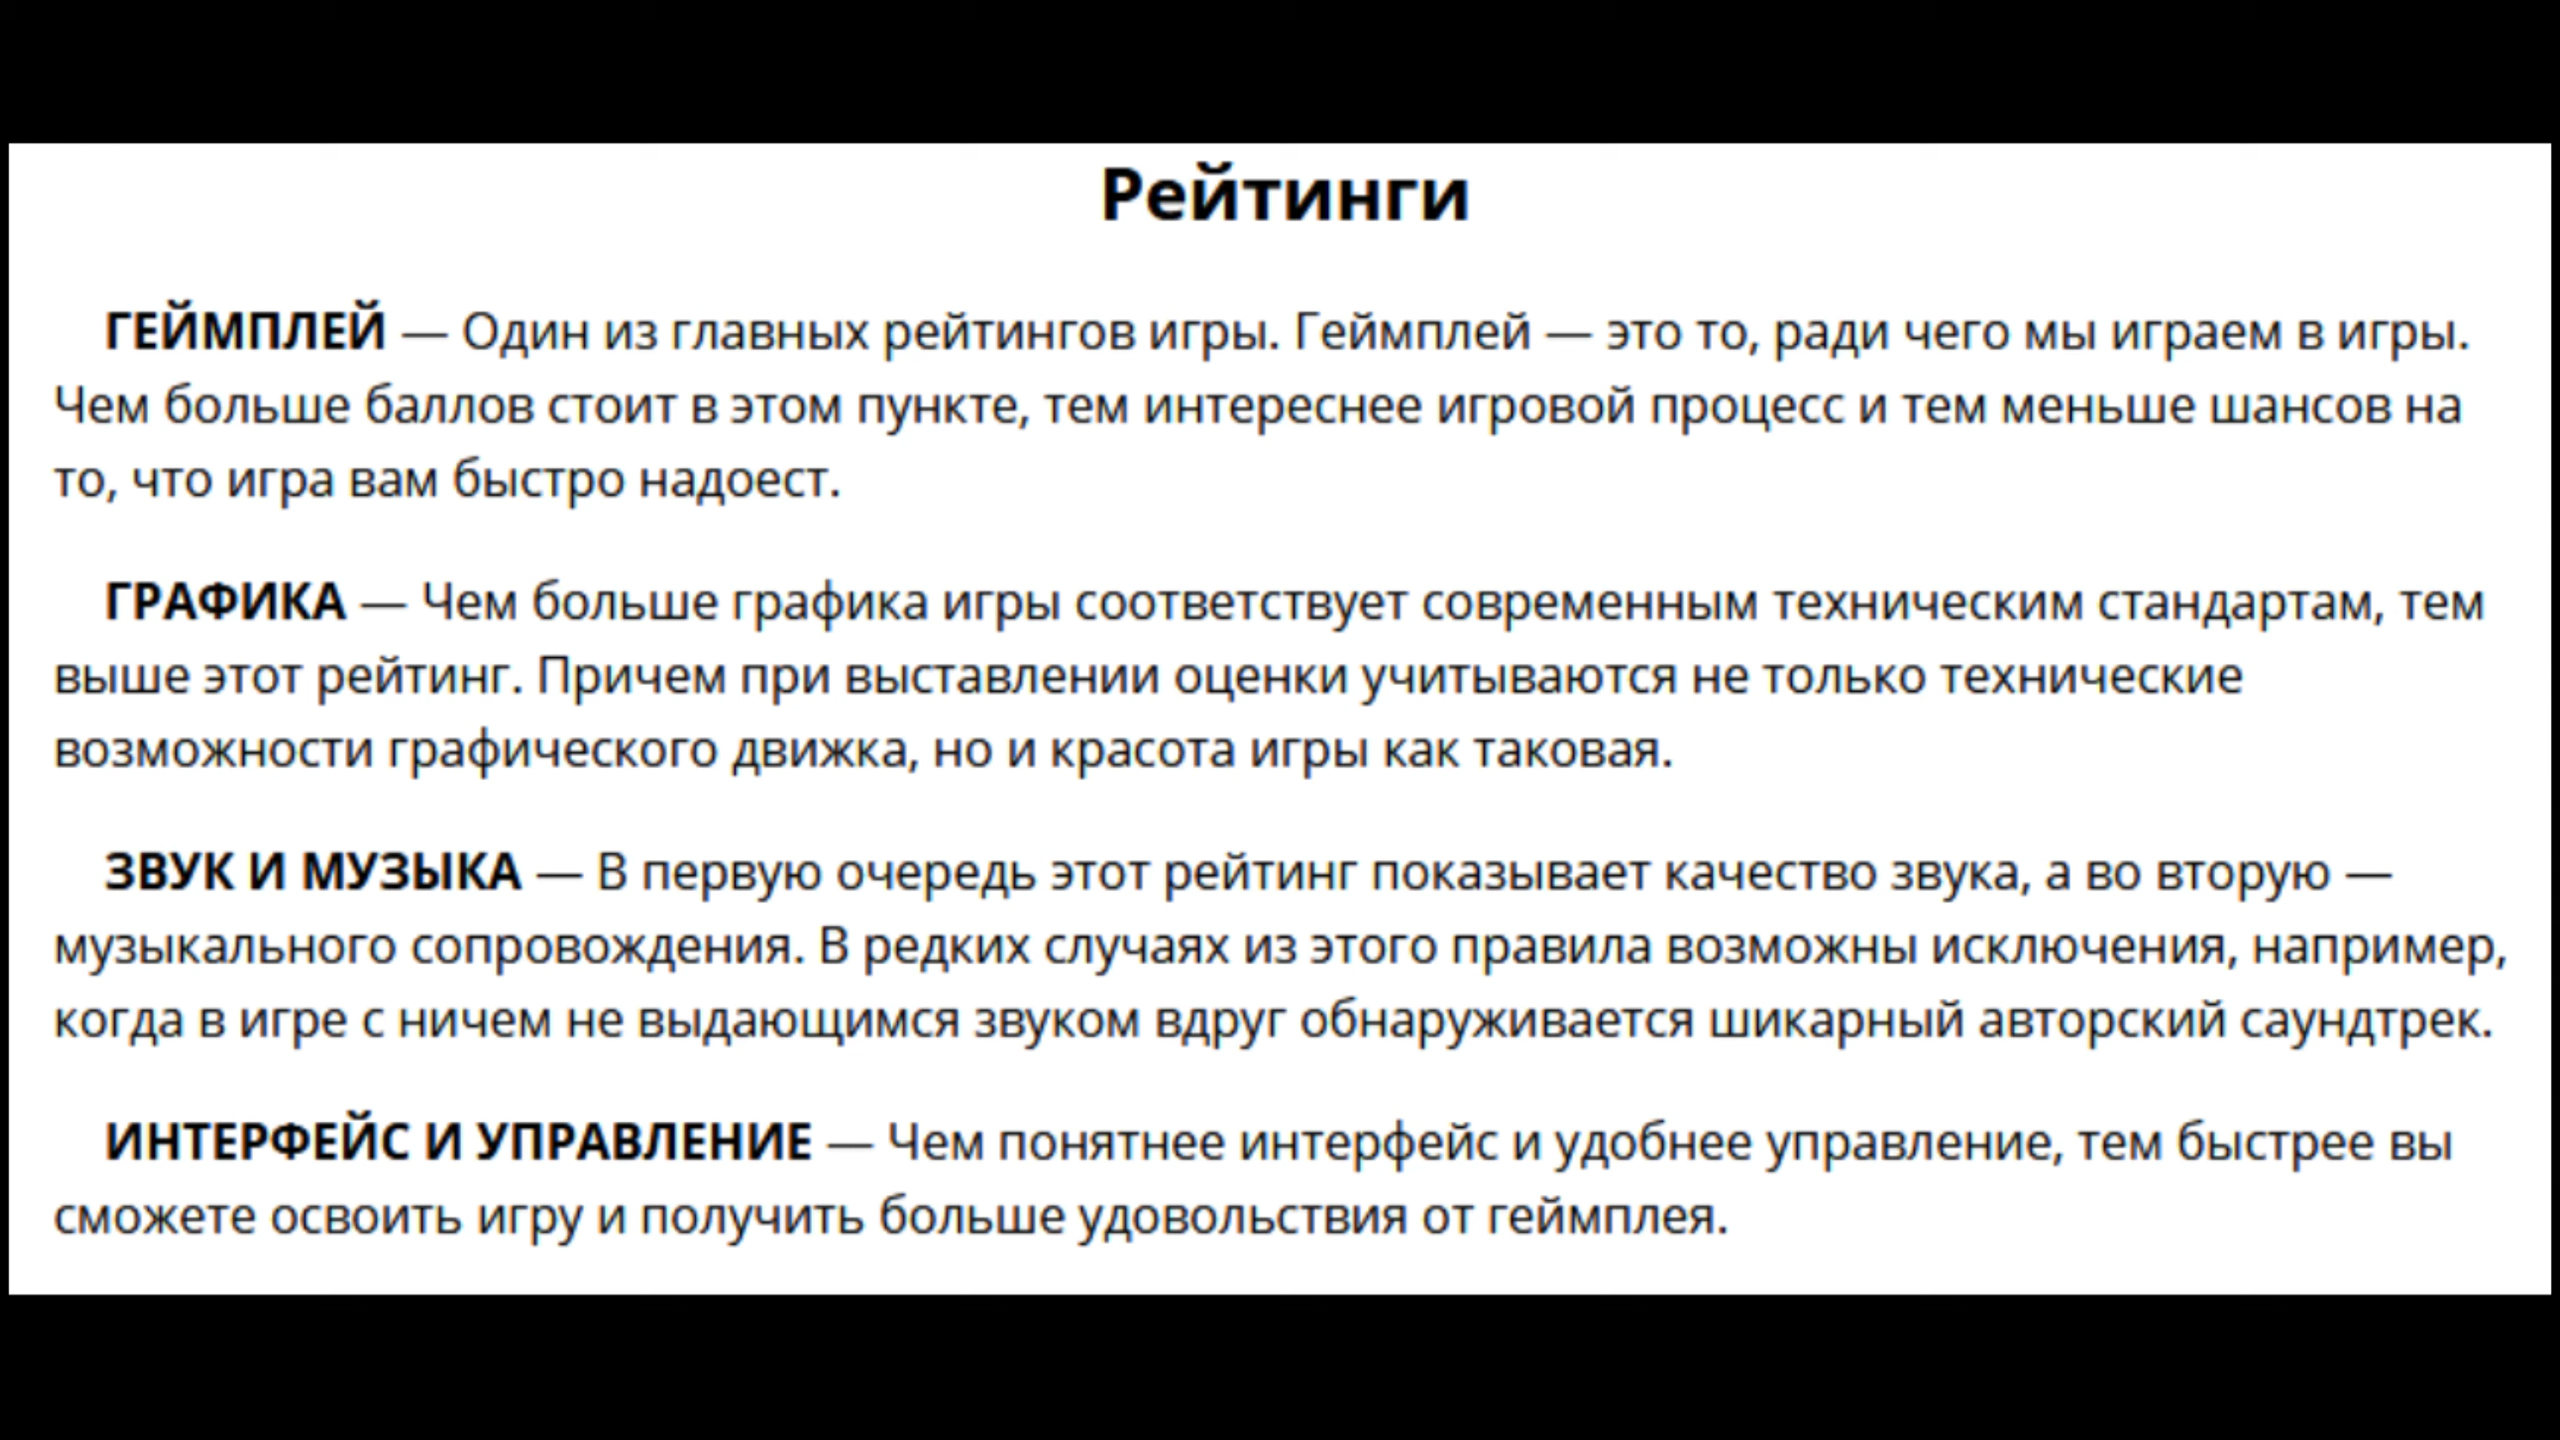 Рейтинги
ГЕЙМПЛЕЙ — Один из главных рейтингов игры. Геймплей — это то, ради чего мы играем в игры.
Чем больше баллов стоит в этом пункте, тем интереснее игровой процесс и тем меньше шансов на
то, что игра вам быстро надоест.
ГРАФИКА — Чем больше графика игры соответствует современным техническим стандартам, тем
выше этот рейтинг. Причем при выставлении оценки учитываются не только технические
возможности графического движка, но и красота игры как таковая.
ЗВУК И МУЗЫКА — В первую очередь этот рейтинг показывает качество звука, а во вторую —
музыкального сопровождения. В редких случаях из этого правила возможны исключения, например,
когда в игре с ничем не выдающимся звуком вдруг обнаруживается шикарный авторский саундтрек.
ИНТЕРФЕЙС И УПРАВЛЕНИЕ — Чем понятнее интерфейс и удобнее управление, тем быстрее вы
сможете освоить игру и получить больше удовольствия от геймплея.